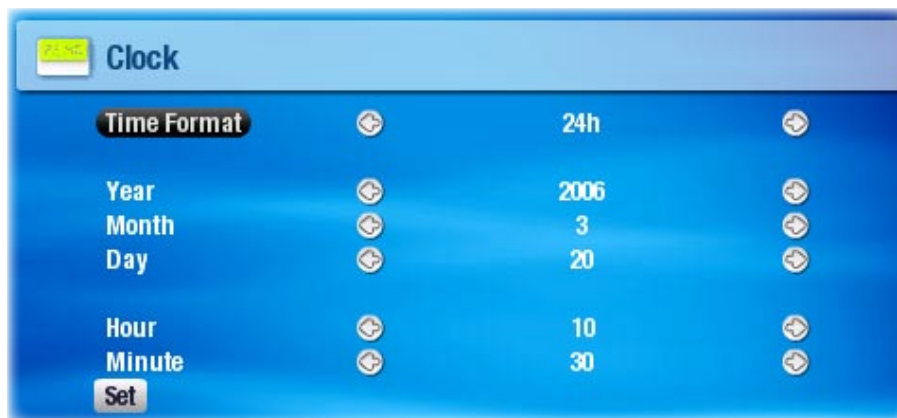 Clock
Time Format 24h
Year 2006
Month 3
Day 20
Hour 10
Minute 30
Set